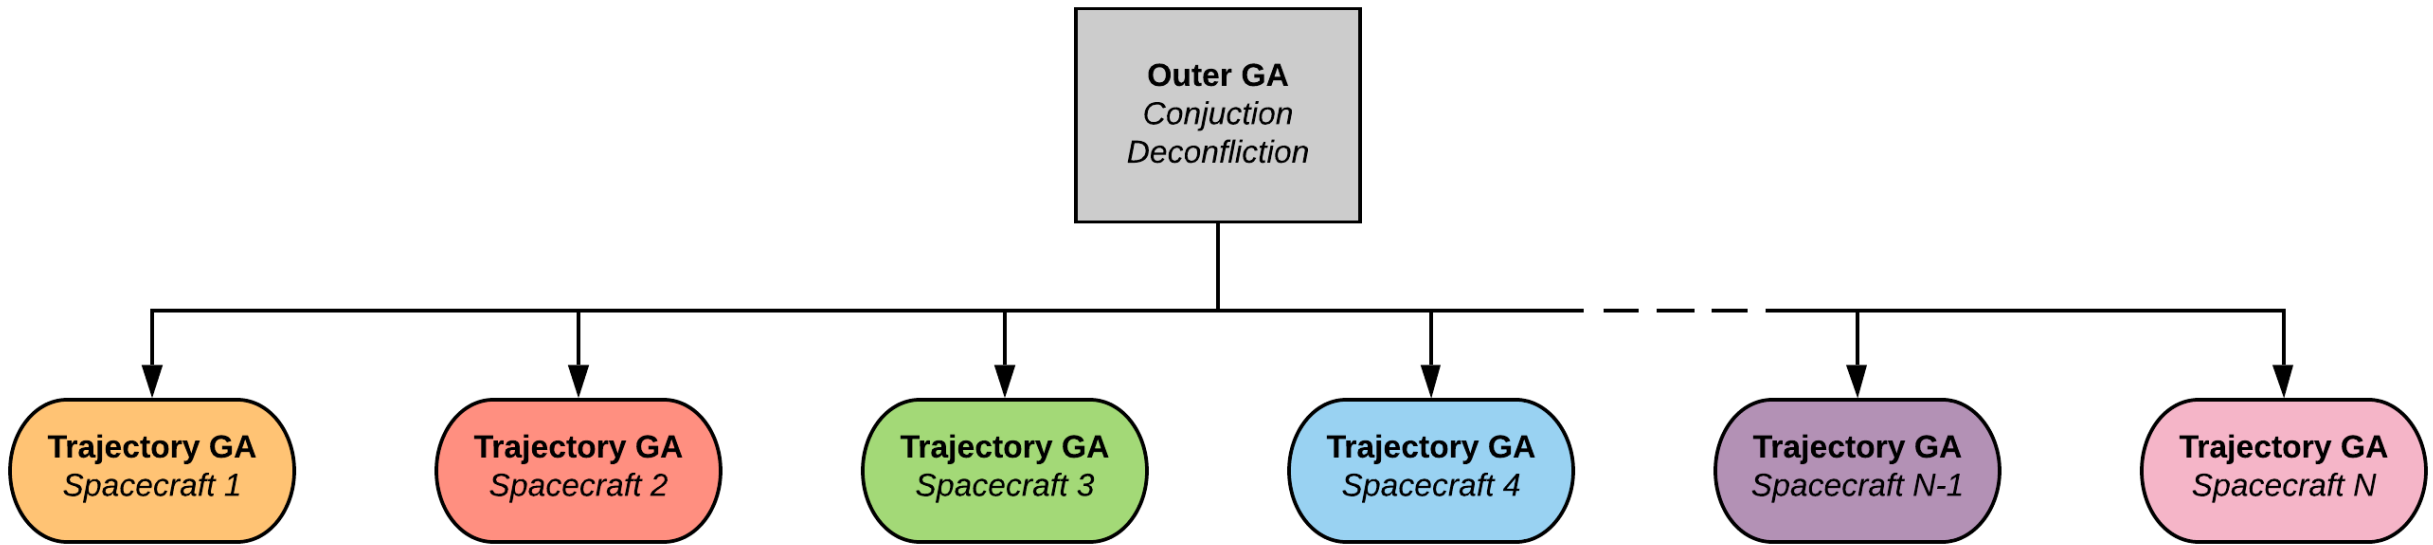 Outer GA
Conjuction
Deconfliction
Trajectory GA
Spacecraft 1
Trajectory GA
Spacecraft 2
Trajectory GA
Spacecraft 3
Trajectory GA
Spacecraft 4
Trajectory GA
Spacecraft N-1
Trajectory GA
Spacecraft N